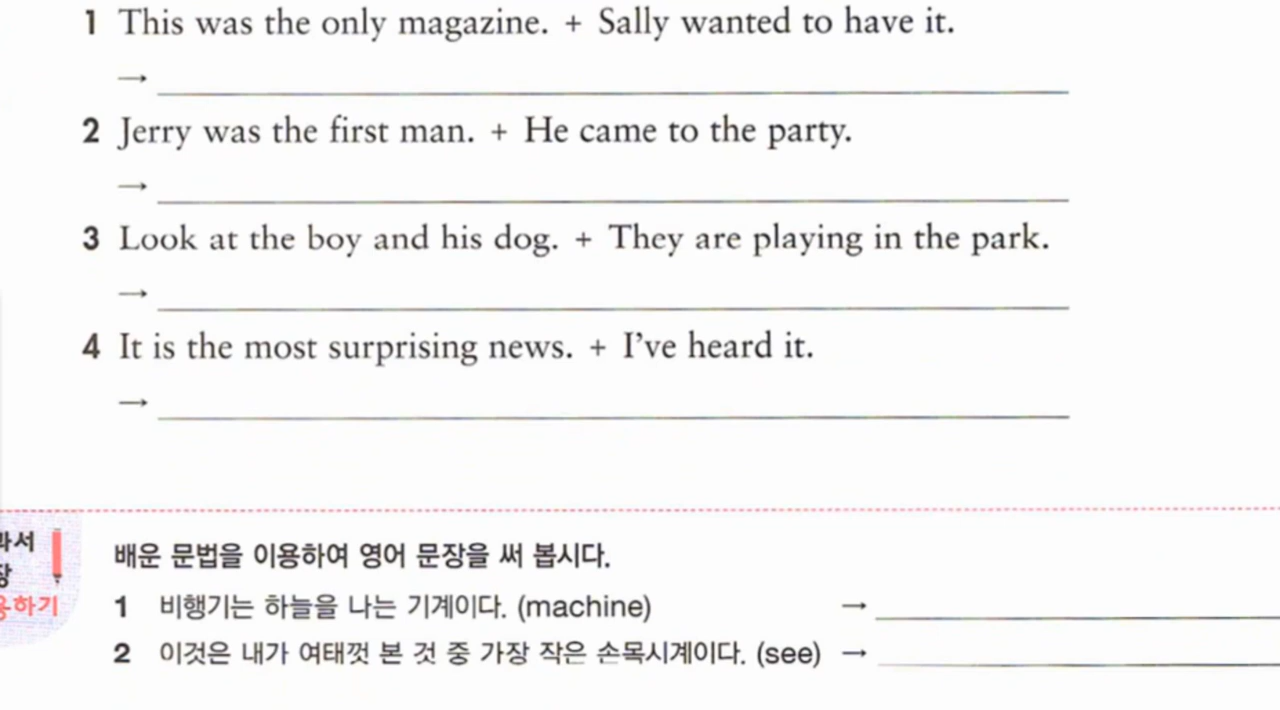 1 This was the only magazine. + Sally wanted to have it.
→
2 Jerry was the first man. + He came to the party.
→
3 Look at the boy and his dog. + They are playing in the park.
→
4 It is the most surprising news. + I've heard it.
→
배운 문법을 이용하여 영어 문장을 써 봅시다.
1 비행기는 하늘을 나는 기계이다. (machine) →
2 이것은 내가 여태껏 본 것 중 가장 작은 손목시계이다. (see) →